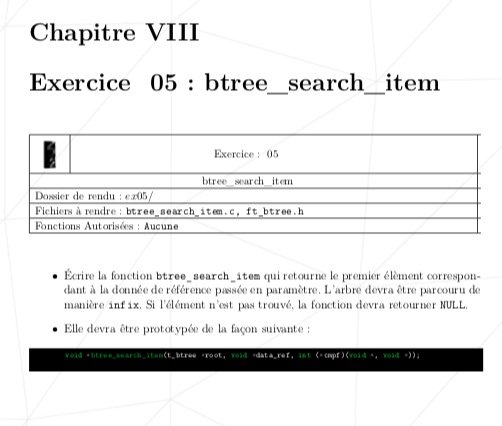 Chapitre VIII
Exercice 05 : btree_search_item
Exercice : 05
btree_search_item
Dossier de rendu : ex05/
Fichiers à rendre : btree_search_item.c, ft_btree.h
Fonctions Autorisées : Aucune
• Écrire la fonction btree_search_item qui retourne le premier élèment correspon-
dant à la donnée de référence passée en paramètre. L'arbre devra être parcouru de
manière infix. Si l'élément n'est pas trouvé, la fonction devra retourner NULL.
• Elle devra être prototypée de la façon suivante :
void *btree_search_item(t_btree *root, void *data_ref, int (*cmpf)(void *, void *));